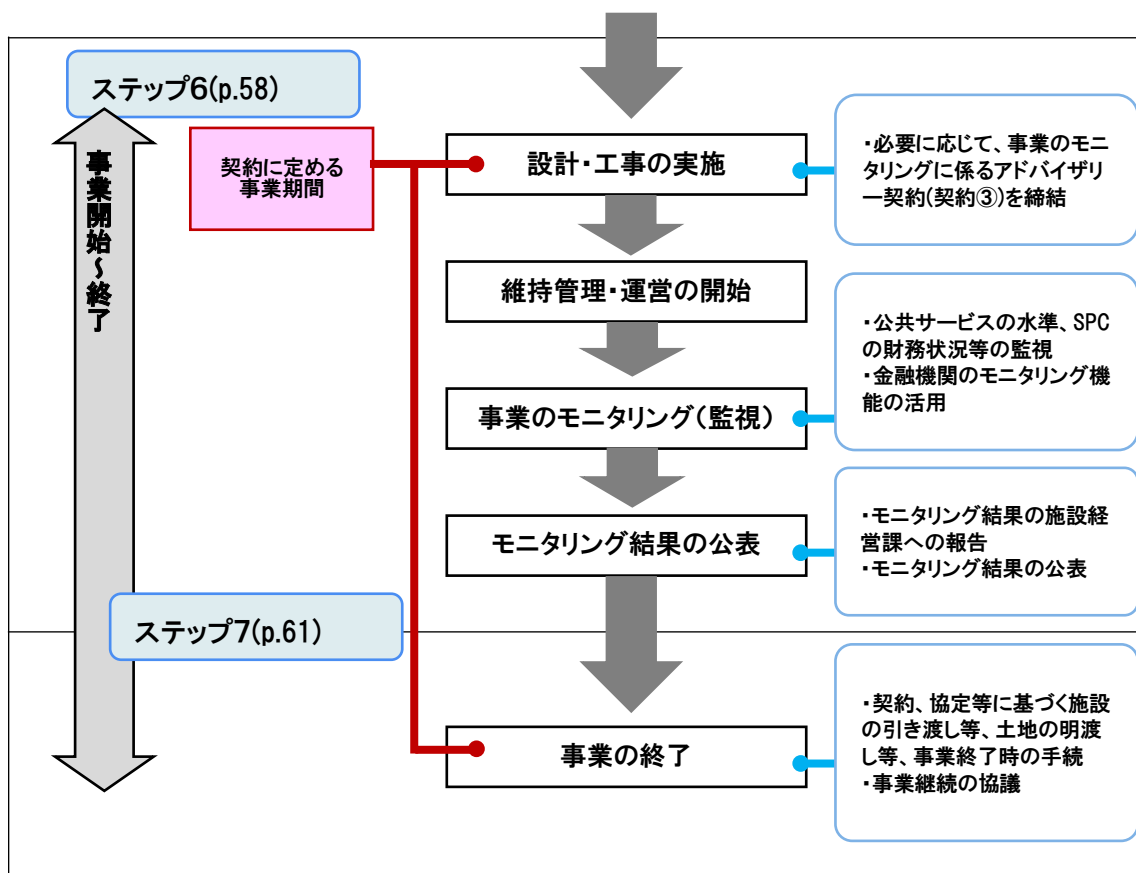 ステップ6(p.58)
事業開始～終了
契約に定める
事業期間
設計・工事の実施
・必要に応じて、事業のモニ
タリングに係るアドバイザリ
ー契約(契約③)を締結
維持管理・運営の開始
・公共サービスの水準、SPC
の財務状況等の監視
・金融機関のモニタリング機
能の活用
事業のモニタリング(監視)
モニタリング結果の公表
・モニタリング結果の施設経
営課への報告
・モニタリング結果の公表
ステップ7(p.61)
事業の終了
・契約、協定等に基づく施設
の引き渡し等、土地の明渡
し等、事業終了時の手続
・事業継続の協議